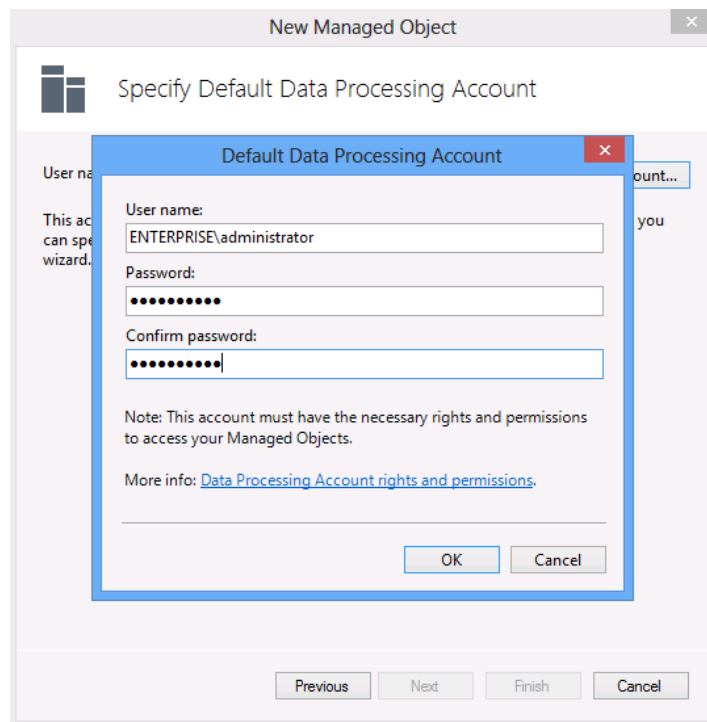 New Managed Object
Specify Default Data Processing Account
Default Data Processing Account
User na
ount...
User name:
This ac
you
ENTERPRISE\administrator
can spe
wizard.
Password:
●●●●●●●●●●
Confirm password:
●●●●●●●●●●
Note: This account must have the necessary rights and permissions
to access your Managed Objects.
More info: Data Processing Account rights and permissions.
OK Cancel
Previous Next Finish Cancel